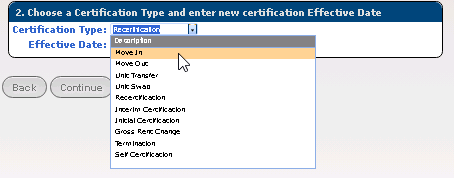 2. Choose a Certification Type and enter new certification Effective Date
Certification Type: Recertification
Effective Date:
Description
Move In
Move Out
Unit Transfer
Unit Swap
Recertification
Interim Certification
Initial Certification
Gross Rent Change
Termination
Self Certification
Back Continue